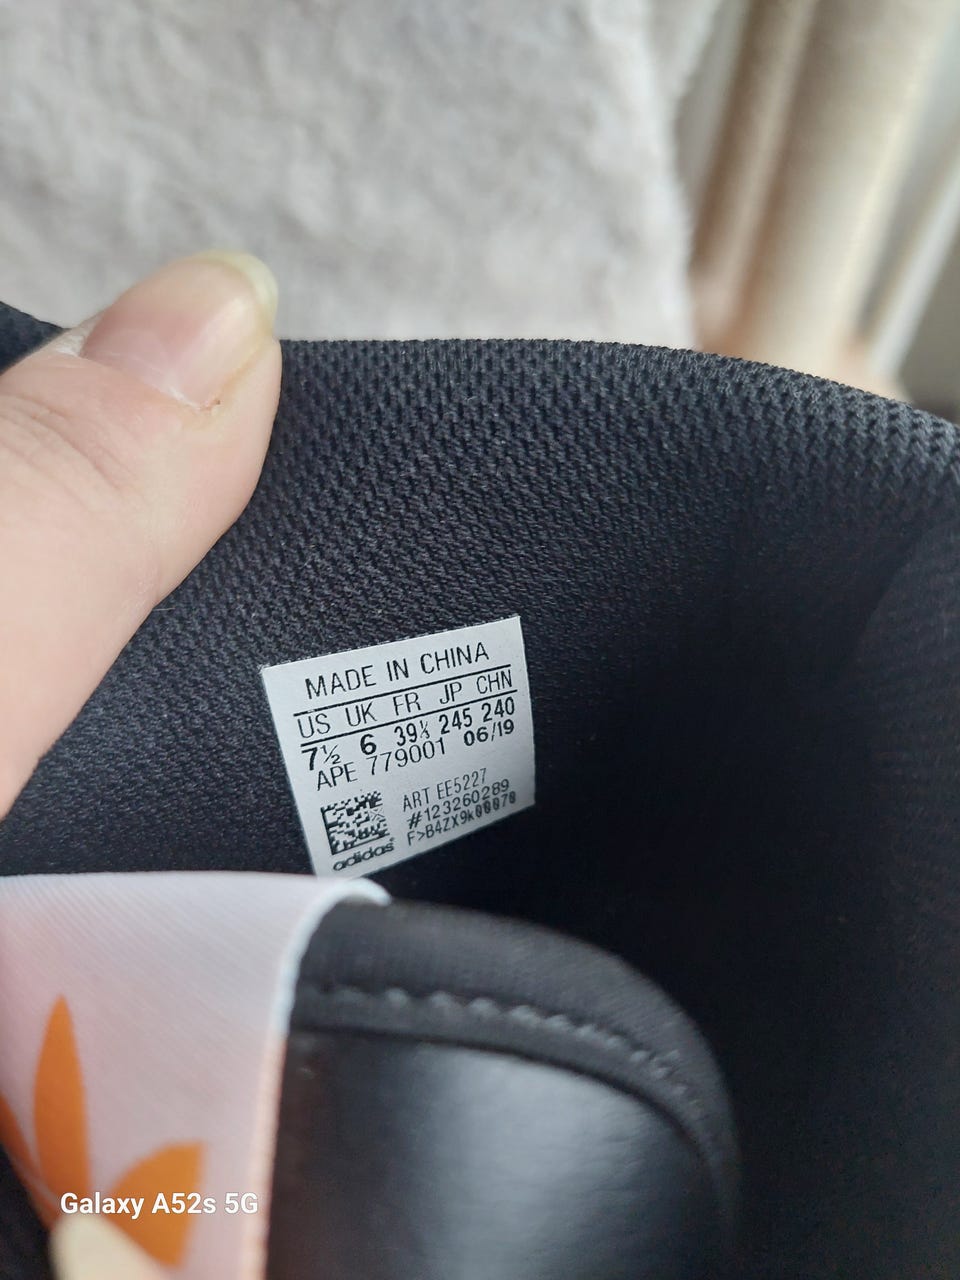 MADE IN CHINA
US UK FR JP CHN
7½ 6 39⅓ 245 240
APE 779001 06/19
ART EE5227
#123260289
F>B4ZX9k00070
adidas
Galaxy A52s 5G